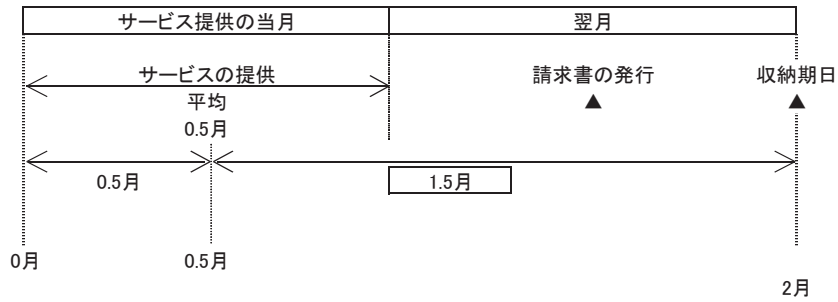 サービス提供の当月 翌月
サービスの提供 請求書の発行 収納期日
平均 ▲ ▲
0.5月
0.5月 1.5月
0月 0.5月
2月